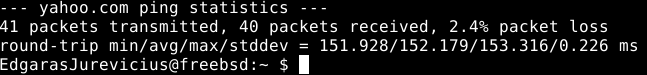 --- yahoo.com ping statistics ---
41 packets transmitted, 40 packets received, 2.4% packet loss
round-trip min/avg/max/stddev = 151.928/152.179/153.316/0.226 ms
EdgarasJurevicius@freebsd:~ $